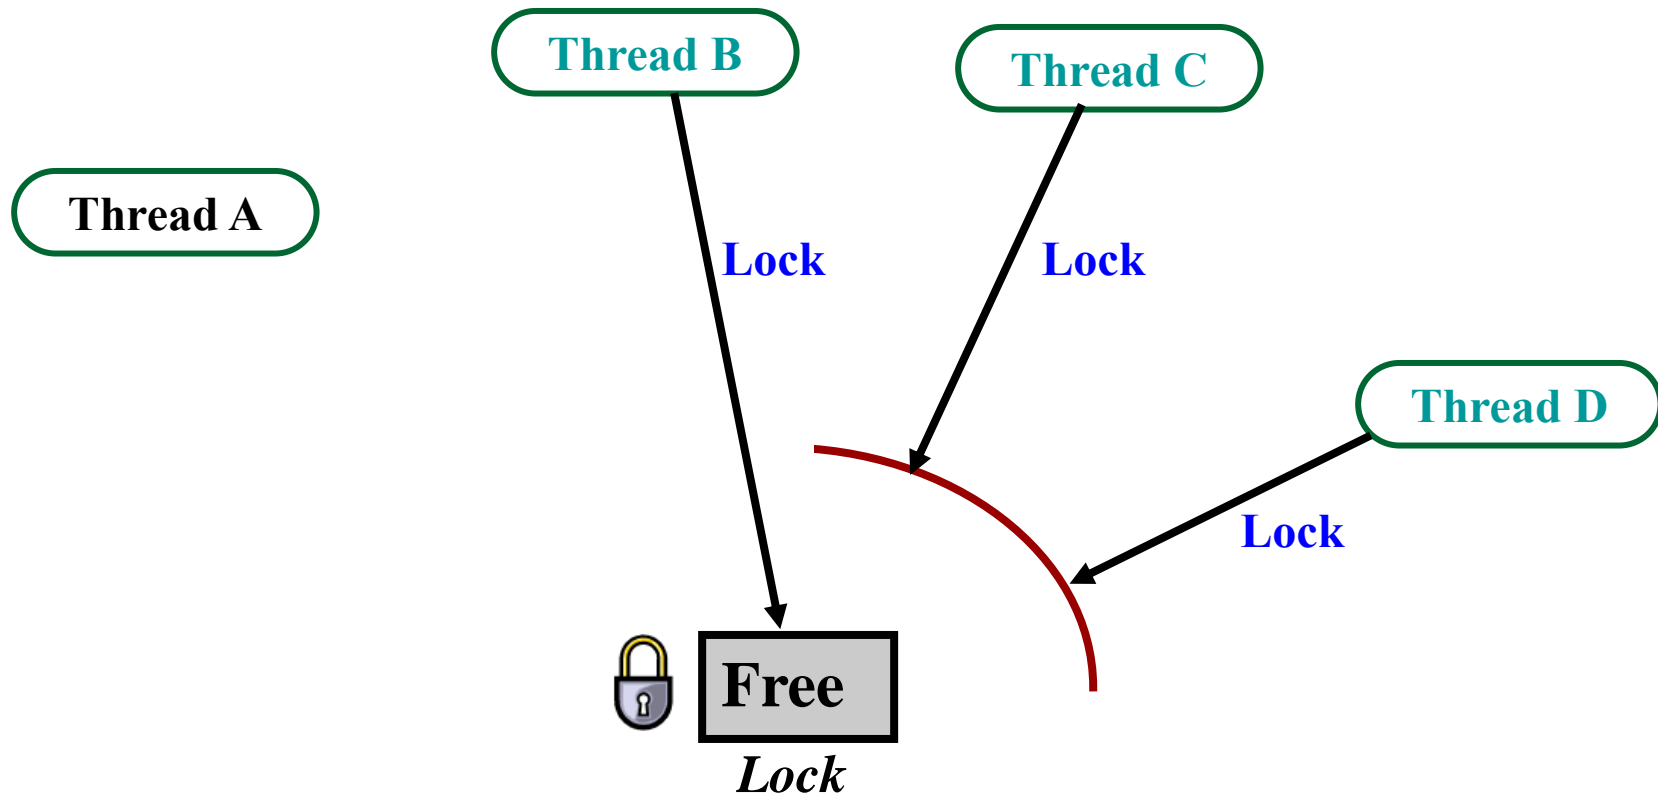 Thread B
Thread C
Thread A
Lock
Lock
Thread D
Lock
Free
Lock